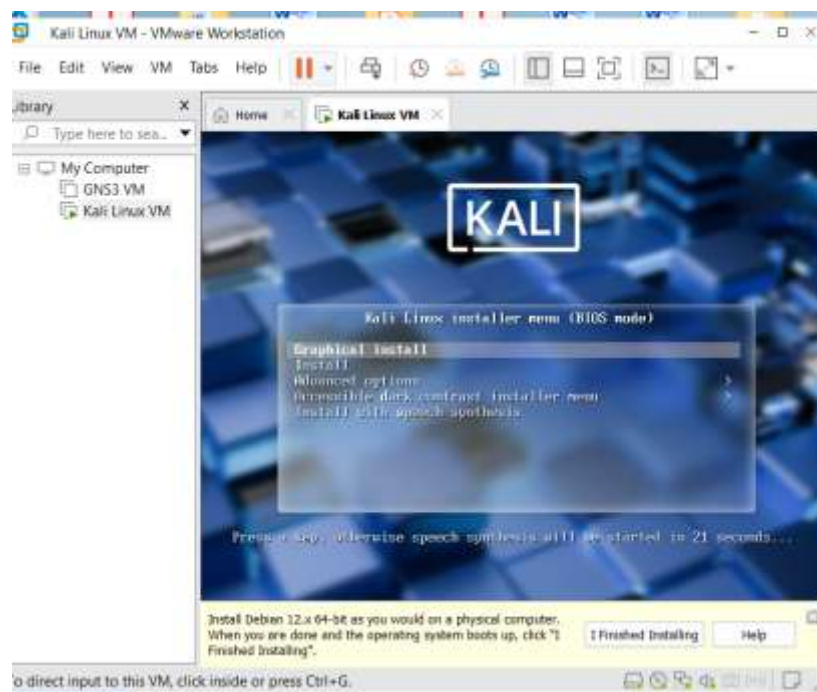 Kali Linux VM - VMware Workstation
File Edit View VM Tabs Help
Library
Type here to sea...
My Computer
GNS3 VM
Kali Linux VM
Home
Kali Linux VM
KALI
Kali Linux installer menu (BIOS mode)
Graphical install
Install
Advanced options
Accessible dark contrast installer menu
Install with speech synthesis
Press a key, otherwise speech synthesis will be started in 21 seconds...
Install Debian 12.x 64-bit as you would on a physical computer.
When you are done and the operating system boots up, click "I
Finished Installing".
I Finished Installing
Help
To direct input to this VM, click inside or press Ctrl+G.